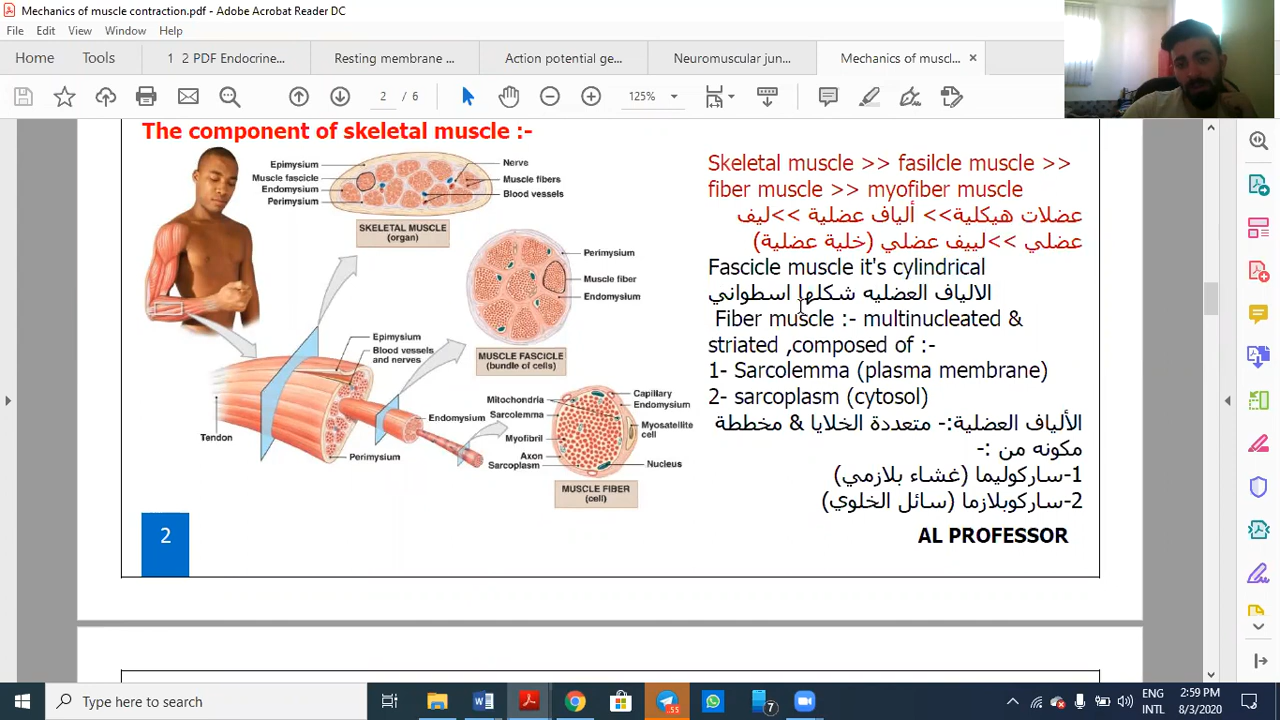 Mechanics of muscle contraction.pdf - Adobe Acrobat Reader DC
File Edit View Window Help
Home Tools 1 2 PDF Endocrine... Resting membrane ... Action potential ge... Neuromuscular jun... Mechanics of muscl... ×
2 / 6 125%
The component of skeletal muscle :-
Epimysium
Muscle fascicle
Endomysium
Perimysium
Nerve
Muscle fibers
Blood vessels
SKELETAL MUSCLE
(organ)
Perimysium
Muscle fiber
Endomysium
MUSCLE FASCICLE
(bundle of cells)
Epimysium
Blood vessels
and nerves
Endomysium
Tendon
Perimysium
Mitochondria
Sarcolemma
Myofibril
Axon
Sarcoplasm
Capillary
Endomysium
Myosatellite
cell
Nucleus
MUSCLE FIBER
(cell)
Skeletal muscle >> fasilcle muscle >>
fiber muscle >> myofiber muscle
عضلات هيكلية>> ألياف عضلية >>ليف
عضلي >>لييف عضلي (خلية عضلية)
Fascicle muscle it's cylindrical
الالياف العضليه شكلها اسطواني
Fiber muscle :- multinucleated &
striated ,composed of :-
1- Sarcolemma (plasma membrane)
2- sarcoplasm (cytosol)
الألياف العضلية:- متعددة الخلايا & مخططة
مكونه من :-
1-ساركوليما (غشاء بلازمي)
2-ساركوبلازما (سائل الخلوي)
AL PROFESSOR
2
Type here to search
55
7
ENG
INTL
2:59 PM
8/3/2020